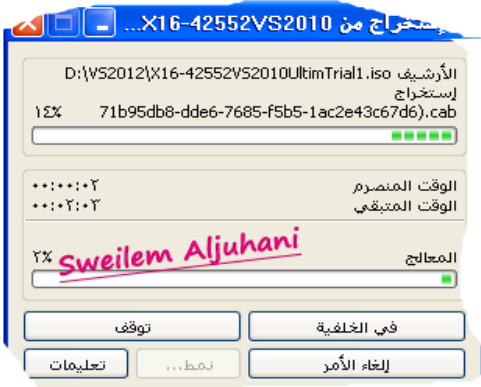 إستخراج من X16-42552VS2010...
الأرشيف D:\VS2012\X16-42552VS2010UltimTrial1.iso
إستخراج
71b95db8-dde6-7685-f5b5-1ac2e43c67d6).cab ١٤%
الوقت المنصرم ٠٠:٠٠:٠٢
الوقت المتبقي ٠٠:٠٢:٠٣
Sweilem Aljuhani
المعالج ٢%
في الخلفية توقف
إلغاء الأمر نمط... تعليمات